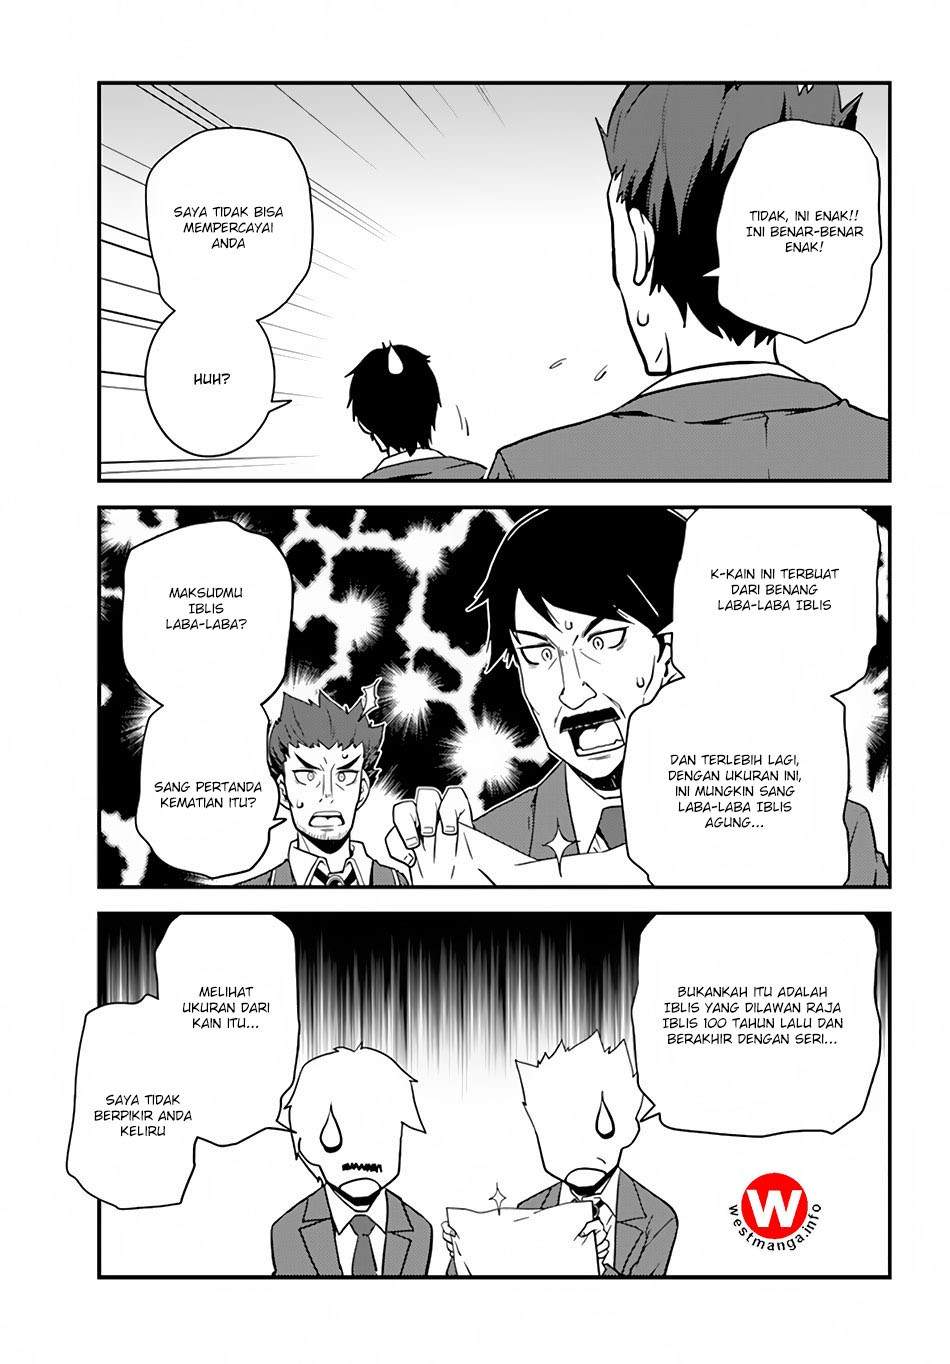 TIDAK, INI ENAK!!
INI BENAR-BENAR
ENAK!
SAYA TIDAK BISA
MEMPERCAYAI
ANDA
HUH?
K-KAIN INI TERBUAT
DARI BENANG
LABA-LABA IBLIS
DAN TERLEBIH LAGI,
DENGAN UKURAN INI,
INI MUNGKIN SANG
LABA-LABA IBLIS
AGUNG...
MAKSUDMU
IBLIS
LABA-LABA?
SANG PERTANDA
KEMATIAN ITU?
BUKANKAH ITU ADALAH
IBLIS YANG DILAWAN RAJA
IBLIS 100 TAHUN LALU DAN
BERAKHIR DENGAN SERI...
MELIHAT
UKURAN DARI
KAIN ITU...
SAYA TIDAK
BERPIKIR ANDA
KELIRU
W
westmanga.info